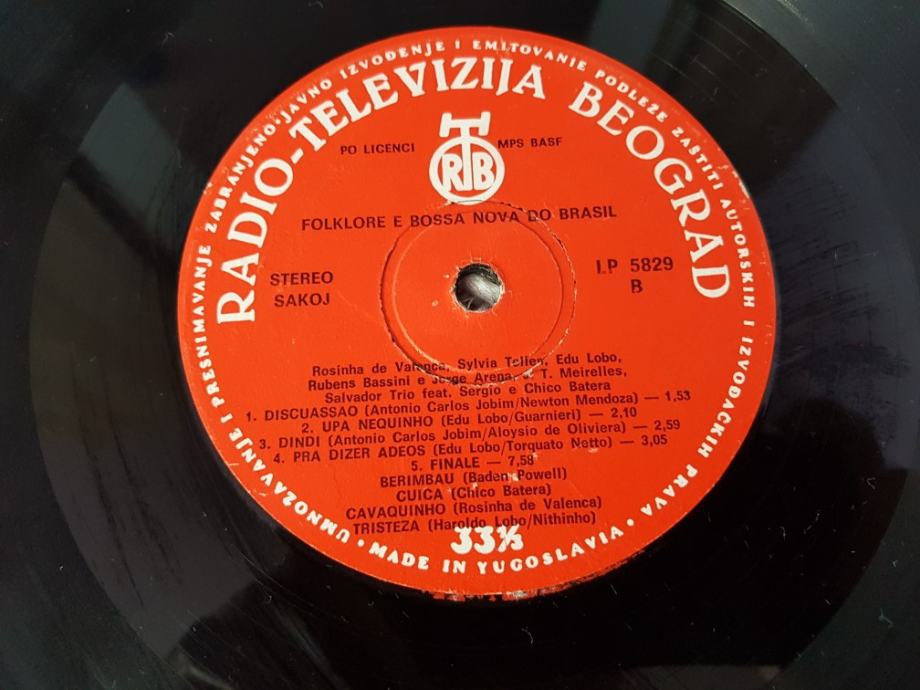 UMNOŽAVANJE I PRESNIMAVANJE ZABRANJENO • JAVNO IZVOĐENJE I EMITOVANJE PODLEŽE ZAŠTITI AUTORSKIH I IZVOĐAČKIH PRAVA •
RADIO-TELEVIZIJA BEOGRAD
PO LICENCI
RTB
MPS BASF
FOLKLORE E BOSSA NOVA DO BRASIL
STEREO
SAKOJ
LP 5829
B
Rosinha de Valenca, Sylvia Telles, Edu Lobo,
Rubens Bassini e Jorge Arena, J. T. Meirelles,
Salvador Trio feat. Sergio e Chico Batera
1. DISCUASSAO (Antonio Carlos Jobim/Newton Mendoza) — 1,53
2. UPA NEQUINHO (Edu Lobo/Guarnieri) — 2,10
3. DINDI (Antonio Carlos Jobim/Aloysio de Oliviera) — 2,59
4. PRA DIZER ADEOS (Edu Lobo/Torquato Netto) — 3,05
5. FINALE — 7,58
BERIMBAU (Baden Powell)
CUICA (Chico Batera)
CAVAQUINHO (Rosinha de Valenca)
TRISTEZA (Haroldo Lobo/Nithinho)
33⅓
MADE IN YUGOSLAVIA •